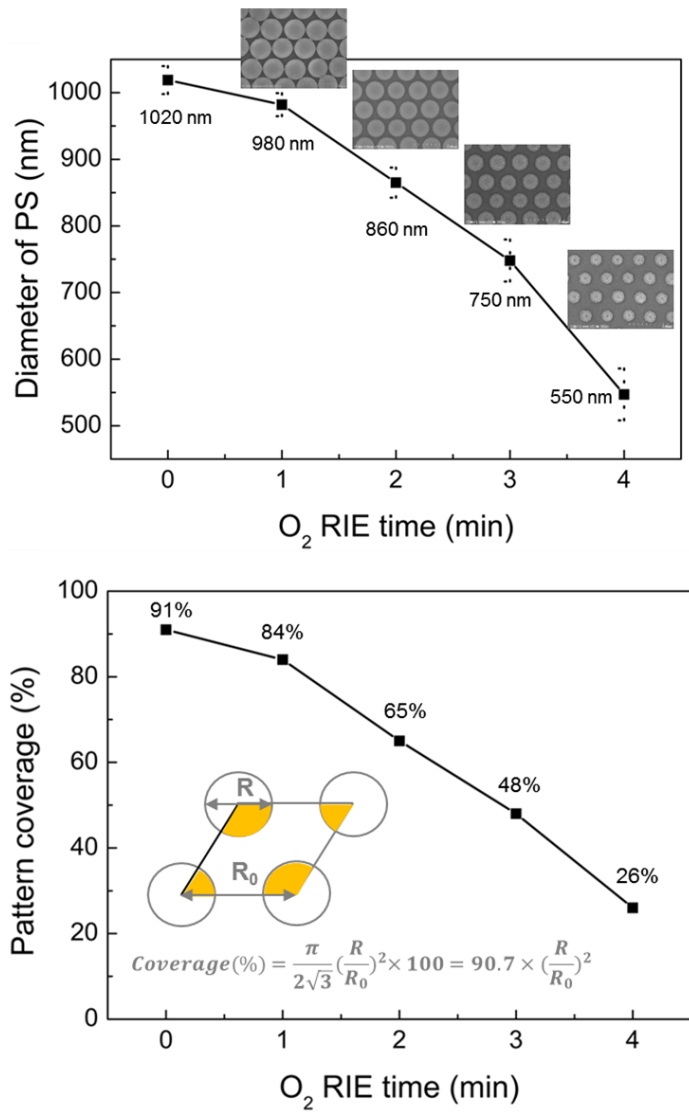 1000
900
800
700
600
500
Diameter of PS (nm)
1020 nm
980 nm
860 nm
750 nm
550 nm
0 1 2 3 4
O₂ RIE time (min)
100
80
60
40
20
0
Pattern coverage (%)
91%
84%
65%
48%
26%
R
R₀
Coverage(%) = π/2√3 (R/R₀)² × 100 = 90.7 × (R/R₀)²
0 1 2 3 4
O₂ RIE time (min)